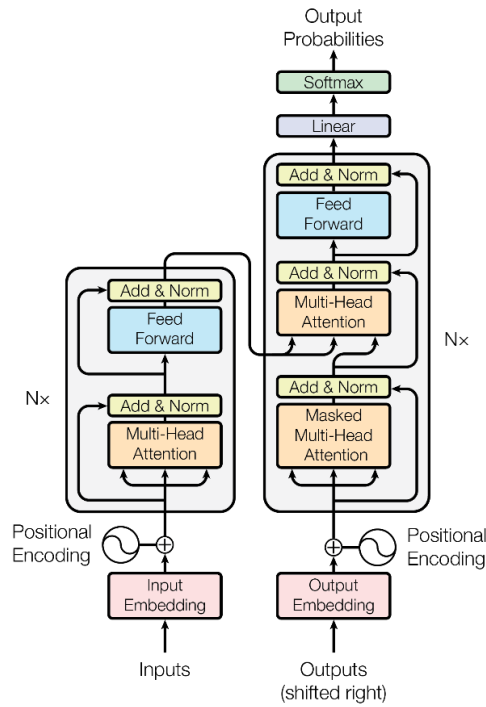 Output
Probabilities
Softmax
Linear
Add & Norm
Feed
Forward
Add & Norm
Multi-Head
Attention
Add & Norm
Masked
Multi-Head
Attention
Nx
Add & Norm
Feed
Forward
Add & Norm
Multi-Head
Attention
Nx
Positional
Encoding
Positional
Encoding
Input
Embedding
Output
Embedding
Inputs
Outputs
(shifted right)